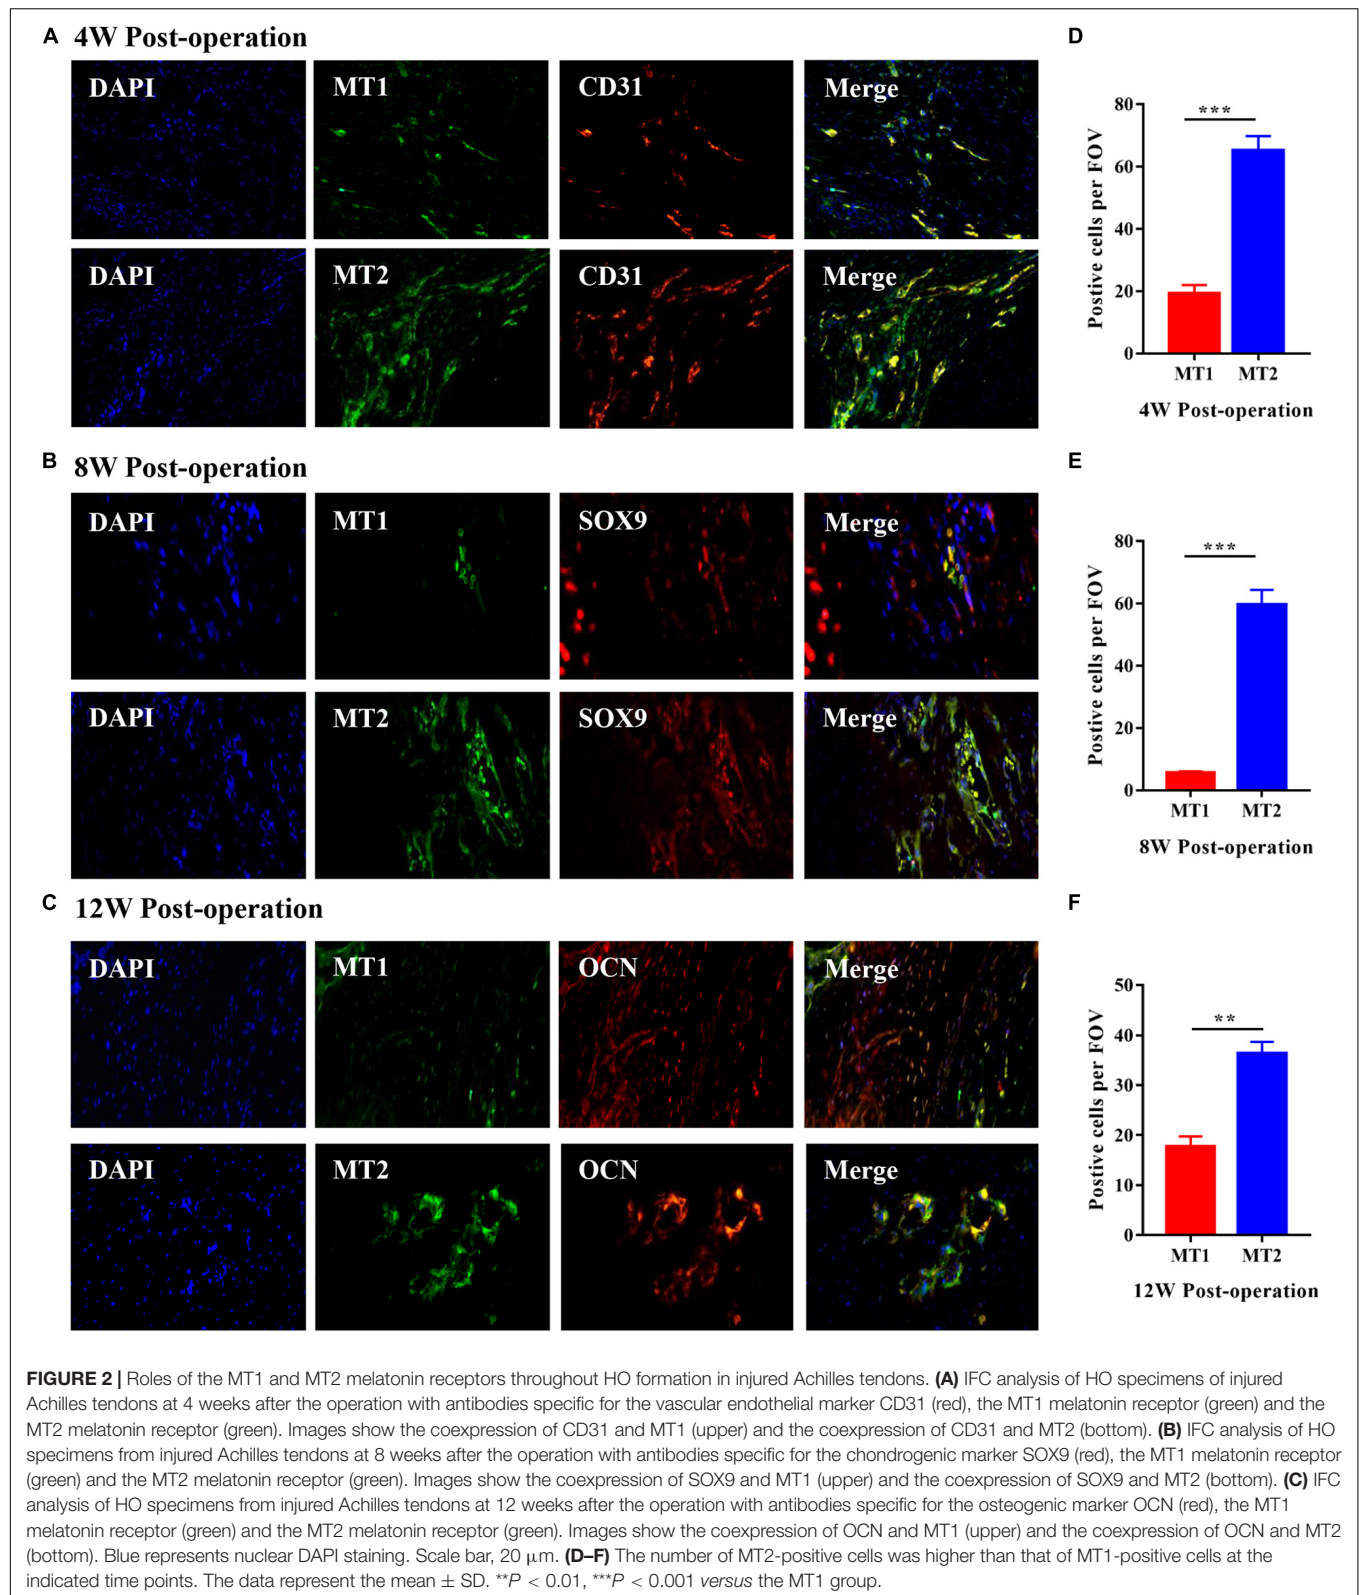 A 4W Post-operation
DAPI MT1 CD31 Merge
DAPI MT2 CD31 Merge
B 8W Post-operation
DAPI MT1 SOX9 Merge
DAPI MT2 SOX9 Merge
C 12W Post-operation
DAPI MT1 OCN Merge
DAPI MT2 OCN Merge
D
Postive cells per FOV
80
60
40
20
0
***
MT1 MT2
4W Post-operation
E
Postive cells per FOV
80
60
40
20
0
***
MT1 MT2
8W Post-operation
F
Postive cells per FOV
50
40
30
20
10
0
**
MT1 MT2
12W Post-operation
FIGURE 2 | Roles of the MT1 and MT2 melatonin receptors throughout HO formation in injured Achilles tendons. (A) IFC analysis of HO specimens of injured
Achilles tendons at 4 weeks after the operation with antibodies specific for the vascular endothelial marker CD31 (red), the MT1 melatonin receptor (green) and the
MT2 melatonin receptor (green). Images show the coexpression of CD31 and MT1 (upper) and the coexpression of CD31 and MT2 (bottom). (B) IFC analysis of HO
specimens from injured Achilles tendons at 8 weeks after the operation with antibodies specific for the chondrogenic marker SOX9 (red), the MT1 melatonin receptor
(green) and the MT2 melatonin receptor (green). Images show the coexpression of SOX9 and MT1 (upper) and the coexpression of SOX9 and MT2 (bottom). (C) IFC
analysis of HO specimens from injured Achilles tendons at 12 weeks after the operation with antibodies specific for the osteogenic marker OCN (red), the MT1
melatonin receptor (green) and the MT2 melatonin receptor (green). Images show the coexpression of OCN and MT1 (upper) and the coexpression of OCN and MT2
(bottom). Blue represents nuclear DAPI staining. Scale bar, 20 μm. (D–F) The number of MT2-positive cells was higher than that of MT1-positive cells at the
indicated time points. The data represent the mean ± SD. **P < 0.01, ***P < 0.001 versus the MT1 group.